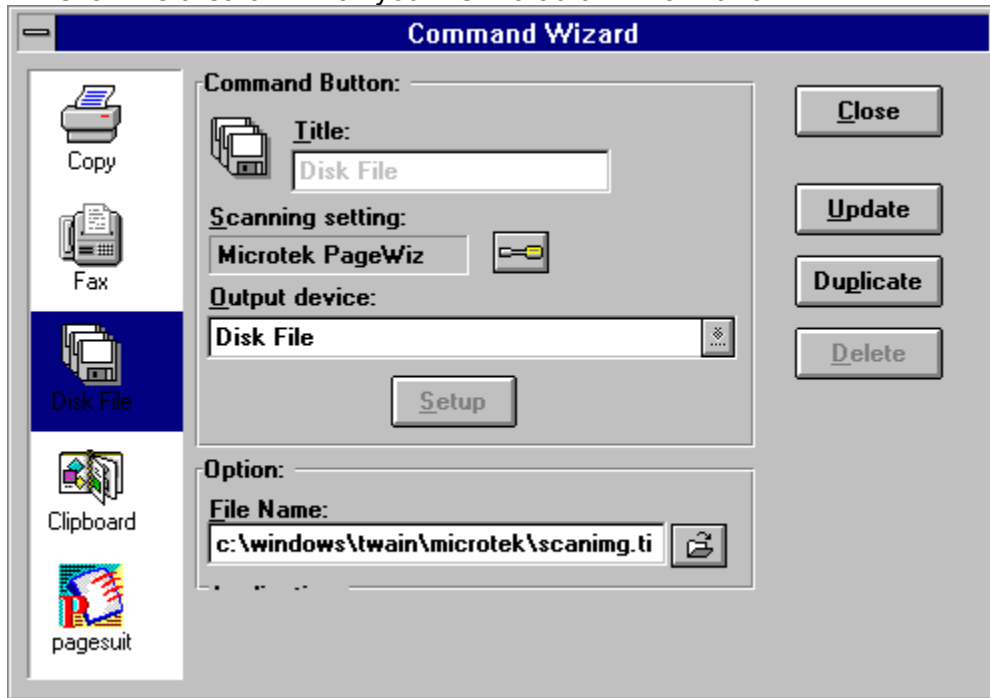 Command Wizard
Copy
Fax
Disk File
Clipboard
pagesuit
Command Button:
Title:
Disk File
Scanning setting:
Microtek PageWiz
Output device:
Disk File
Setup
Option:
File Name:
c:\windows\twain\microtek\scanimg.ti
Close
Update
Duplicate
Delete